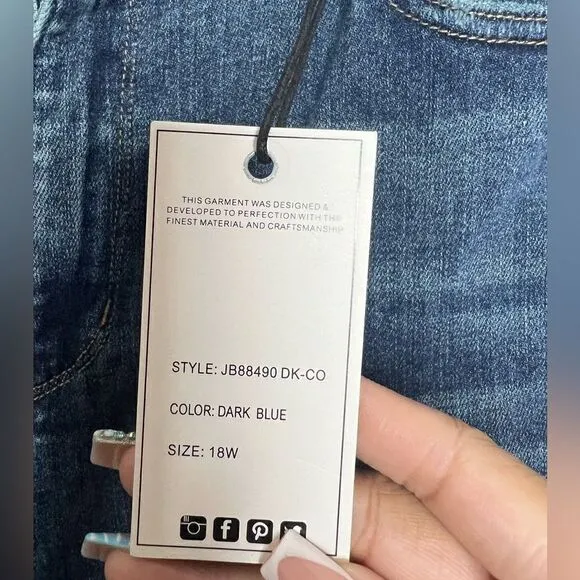 THIS GARMENT WAS DESIGNED &
DEVELOPED TO PERFECTION WITH THE
FINEST MATERIAL AND CRAFTSMANSHIP
STYLE: JB88490 DK-CO
COLOR: DARK BLUE
SIZE: 18W